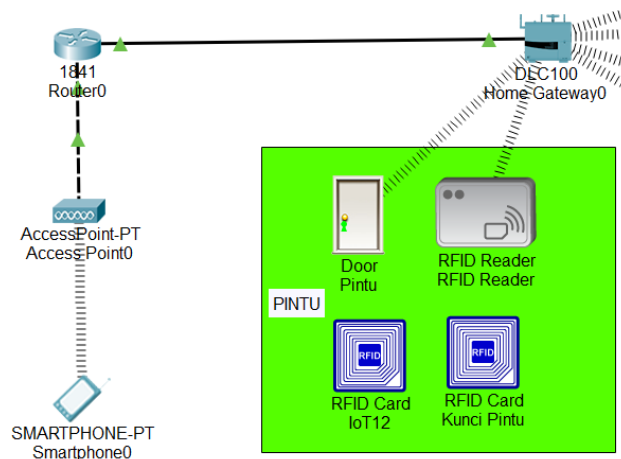 1841
Router0
DLC100
Home Gateway0
AccessPoint-PT
Access Point0
SMARTPHONE-PT
Smartphone0
Door
Pintu
RFID Reader
RFID Reader
PINTU
RFID
RFID Card
IoT12
RFID
RFID Card
Kunci Pintu